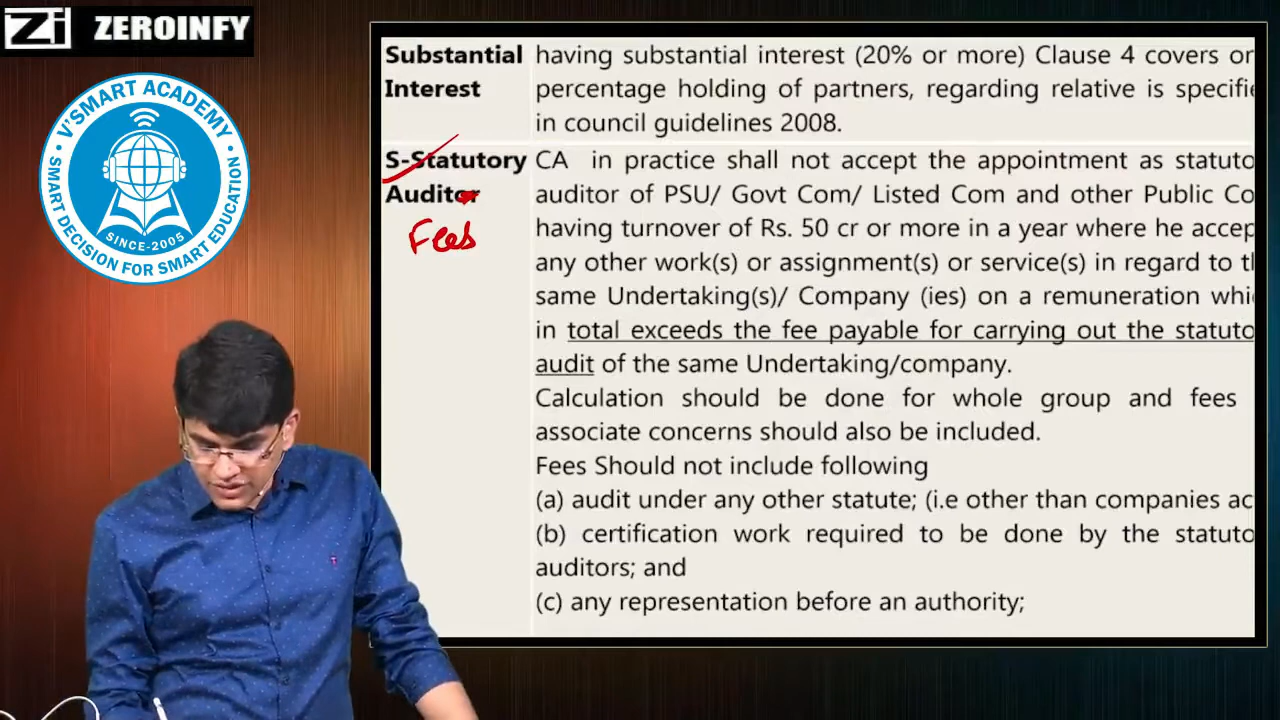 Zi ZEROINFY
V'SMART ACADEMY
SMART DECISION FOR SMART EDUCATION
SINCE-2005
Substantial having substantial interest (20% or more) Clause 4 covers or
Interest percentage holding of partners, regarding relative is specifie
in council guidelines 2008.
S-Statutory CA in practice shall not accept the appointment as statuto
Auditor auditor of PSU/ Govt Com/ Listed Com and other Public Co
Fees having turnover of Rs. 50 cr or more in a year where he accep
any other work(s) or assignment(s) or service(s) in regard to t
same Undertaking(s)/ Company (ies) on a remuneration whi
in total exceeds the fee payable for carrying out the statuto
audit of the same Undertaking/company.
Calculation should be done for whole group and fees
associate concerns should also be included.
Fees Should not include following
(a) audit under any other statute; (i.e other than companies ac
(b) certification work required to be done by the statuto
auditors; and
(c) any representation before an authority;